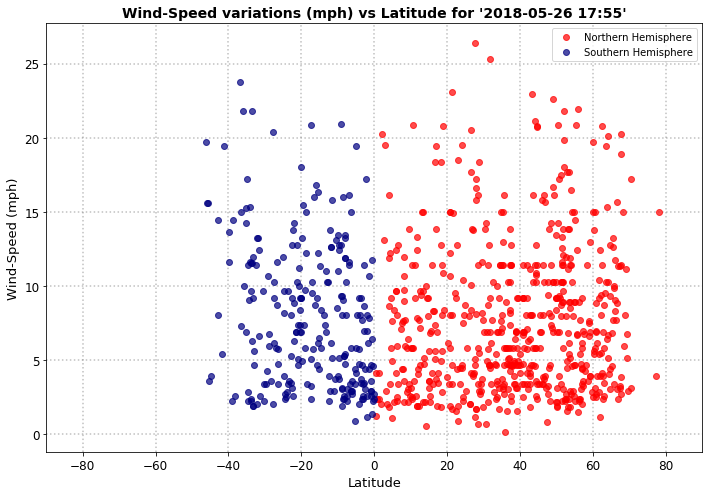 Wind-Speed variations (mph) vs Latitude for '2018-05-26 17:55'
Northern Hemisphere
Southern Hemisphere
Wind-Speed (mph)
25
20
15
10
5
0
−80 −60 −40 −20 0 20 40 60 80
Latitude